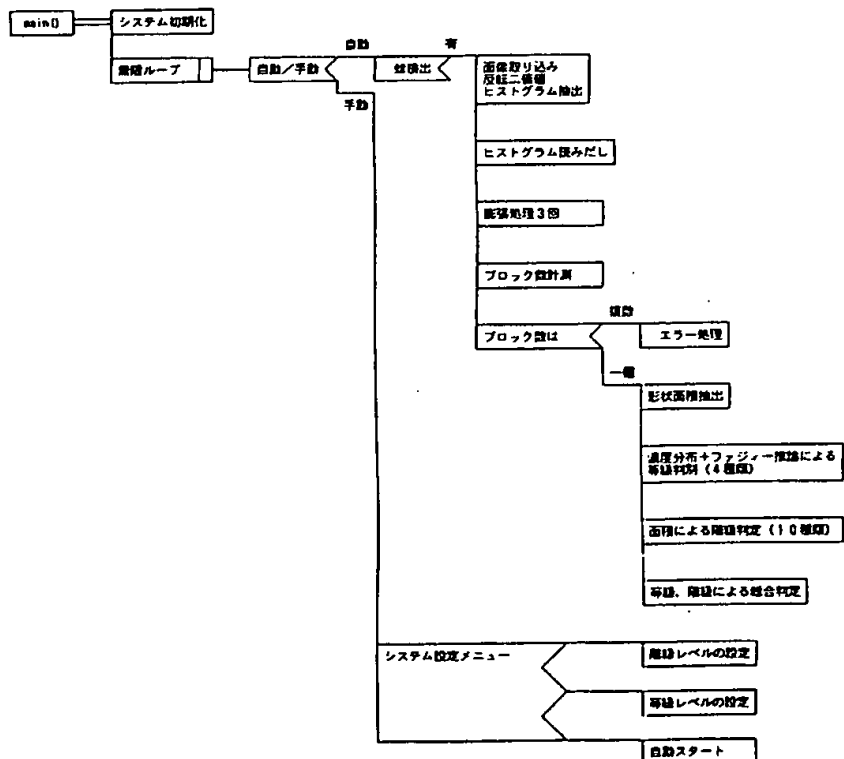 main()
システム初期化
無限ループ
自動／手動
自動
検出
有
画像取り込み
反転二値化
ヒストグラム抽出
手動
ヒストグラム読みだし
膨張処理3回
ブロック数計測
ブロック数は
複数
エラー処理
一個
形状面積抽出
濃度分布＋ファジィー推論による
等級判別（4種類）
面積による階級判定（10種類）
等級、階級による総合判定
システム設定メニュー
階級レベルの設定
等級レベルの設定
自動スタート